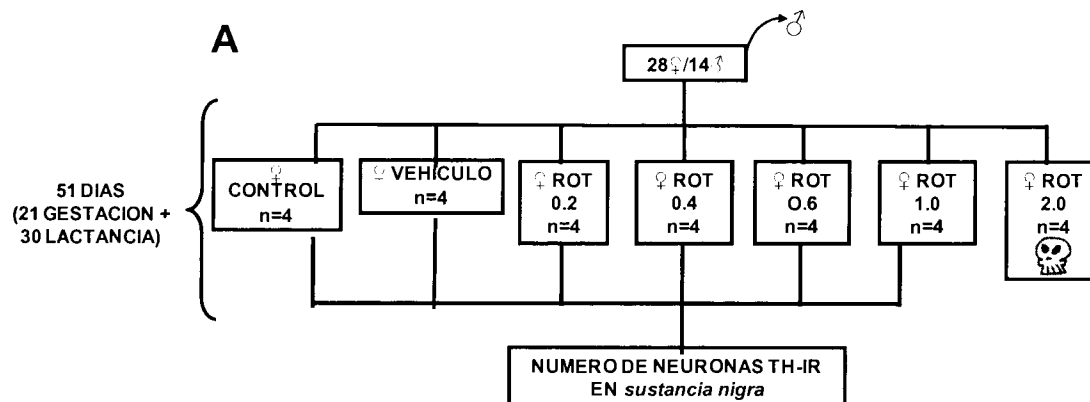 A
♂
28♀/14♂
51 DIAS
(21 GESTACION +
30 LACTANCIA)
♀
CONTROL
n=4
♀ VEHÍCULO
n=4
♀ ROT
0.2
n=4
♀ ROT
0.4
n=4
♀ ROT
O.6
n=4
♀ ROT
1.0
n=4
♀ ROT
2.0
n=4
NUMERO DE NEURONAS TH-IR
EN sustancia nigra